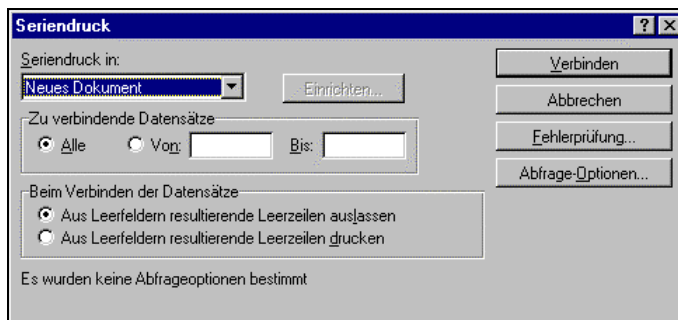 Seriendruck
Seriendruck in:
Neues Dokument
Einrichten...
Zu verbindende Datensätze
Alle Von: Bis:
Beim Verbinden der Datensätze
Aus Leerfeldern resultierende Leerzeilen auslassen
Aus Leerfeldern resultierende Leerzeilen drucken
Es wurden keine Abfrageoptionen bestimmt
Verbinden
Abbrechen
Fehlerprüfung...
Abfrage-Optionen...